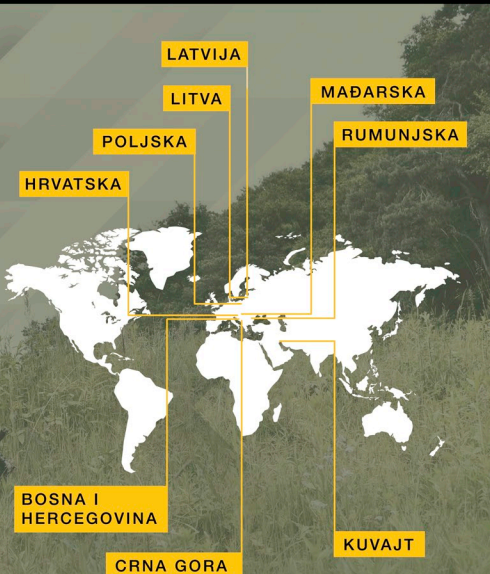 LATVIJA
LITVA
MAĐARSKA
POLJSKA
RUMUNJSKA
HRVATSKA
BOSNA I
HERCEGOVINA
KUVAJT
CRNA GORA